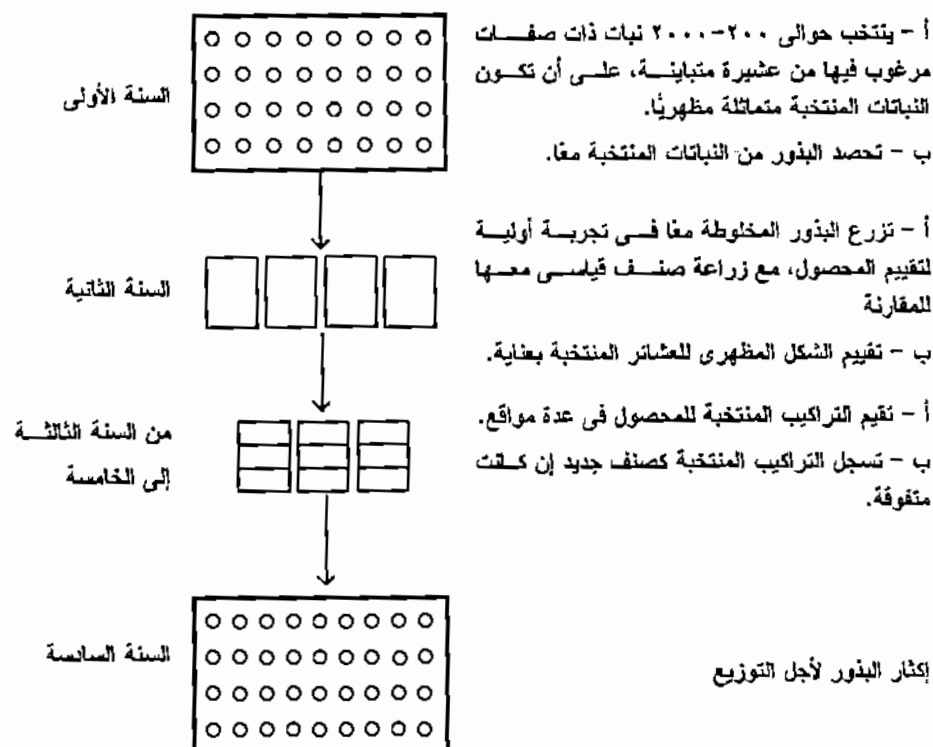 السنة الأولى
أ - ينتخب حوالى ٢٠٠-٢٠٠٠ نبات ذات صفات
مرغوب فيها من عشيرة متباينة، على أن تكون
النباتات المنتخبة متماثلة مظهريًا.
ب - تحصد البذور من النباتات المنتخبة معًا.
السنة الثانية
أ - تزرع البذور المخلوطة معًا فى تجربة أولية
لتقييم المحصول، مع زراعة صنف قياسى معها
للمقارنة
ب - تقييم الشكل المظهرى للعشائر المنتخبة بعناية.
من السنة الثالثة
إلى الخامسة
أ - تقيم التراكيب المنتخبة للمحصول فى عدة مواقع.
ب - تسجل التراكيب المنتخبة كصنف جديد إن كانت
متفوقة.
السنة السادسة
إكثار البذور لأجل التوزيع